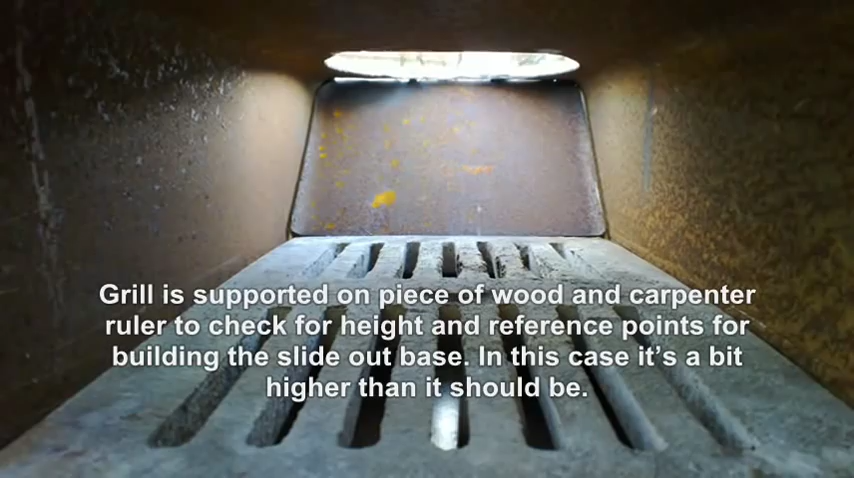 Grill is supported on piece of wood and carpenter
ruler to check for height and reference points for
building the slide out base. In this case it’s a bit
higher than it should be.